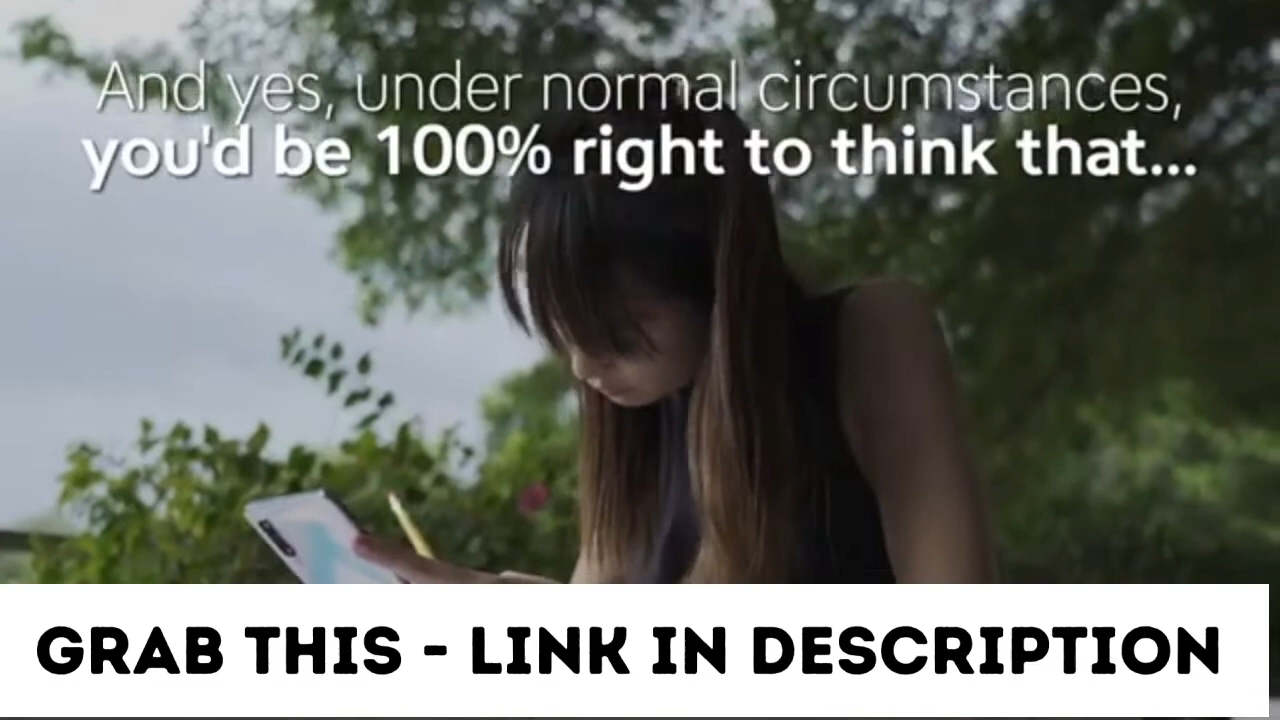 And yes, under normal circumstances,
you'd be 100% right to think that...
GRAB THIS - LINK IN DESCRIPTION